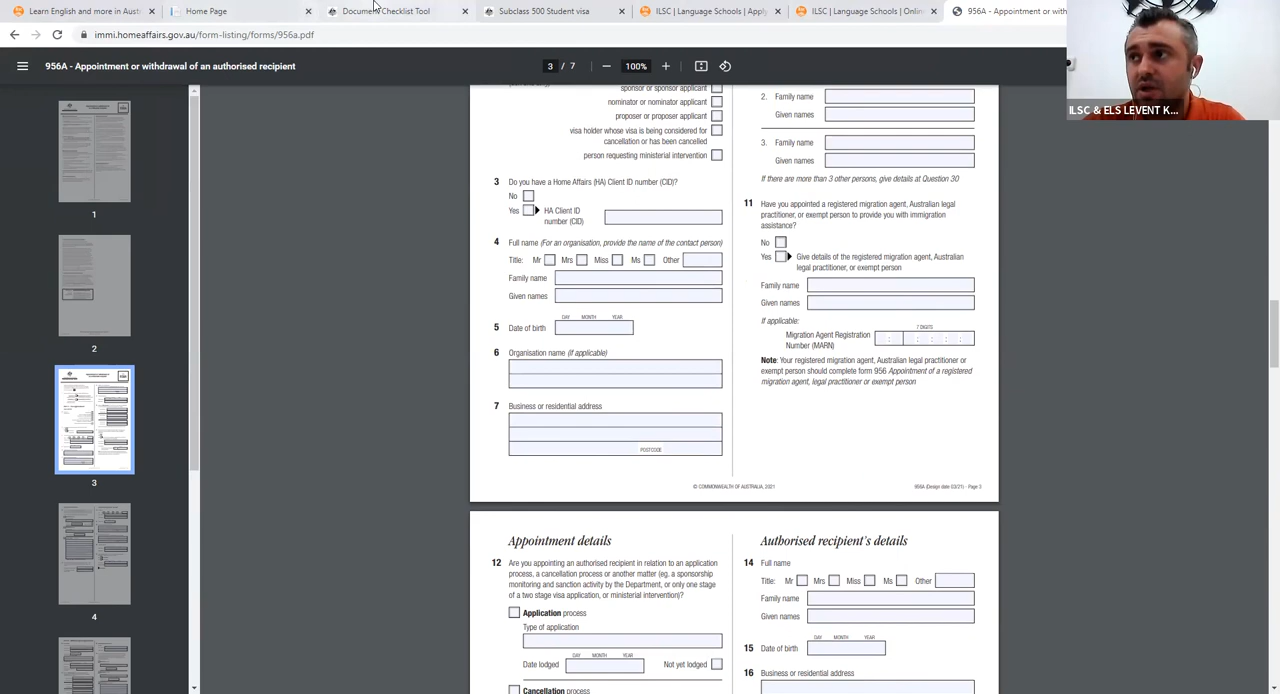 Learn English and more in Aust
Home Page
Document Checklist Tool
Subclass 500 Student visa
ILSC | Language Schools | Apply
ILSC | Language Schools | Onlin
956A - Appointment or with
immi.homeaffairs.gov.au/form-listing/forms/956a.pdf
956A - Appointment or withdrawal of an authorised recipient
3 / 7
100%
ILSC & ELS LEVENT K...
1
2
3
4
sponsor or sponsor applicant
nominator or nominator applicant
proposer or proposer applicant
visa holder whose visa is being considered for
cancellation or has been cancelled
person requesting ministerial intervention
3 Do you have a Home Affairs (HA) Client ID number (CID)?
No
Yes HA Client ID
number (CID)
4 Full name (For an organisation, provide the name of the contact person)
Title: Mr Mrs Miss Ms Other
Family name
Given names
DAY MONTH YEAR
5 Date of birth
6 Organisation name (if applicable)
7 Business or residential address
POSTCODE
2. Family name
Given names
3. Family name
Given names
If there are more than 3 other persons, give details at Question 30
11 Have you appointed a registered migration agent, Australian legal
practitioner, or exempt person to provide you with immigration
assistance?
No
Yes Give details of the registered migration agent, Australian
legal practitioner, or exempt person
Family name
Given names
If applicable:
7 DIGITS
Migration Agent Registration
Number (MARN)
Note: Your registered migration agent, Australian legal practitioner or
exempt person should complete form 956 Appointment of a registered
migration agent, legal practitioner or exempt person
© COMMONWEALTH OF AUSTRALIA, 2021
956A (Design date 03/21) - Page 3
Appointment details
12 Are you appointing an authorised recipient in relation to an application
process, a cancellation process or another matter (eg. a sponsorship
monitoring and sanction activity by the Department, or only one stage
of a two stage visa application, or ministerial intervention)?
Application process
Type of application
DAY MONTH YEAR
Date lodged Not yet lodged
Cancellation process
Authorised recipient's details
14 Full name
Title: Mr Mrs Miss Ms Other
Family name
Given names
DAY MONTH YEAR
15 Date of birth
16 Business or residential address